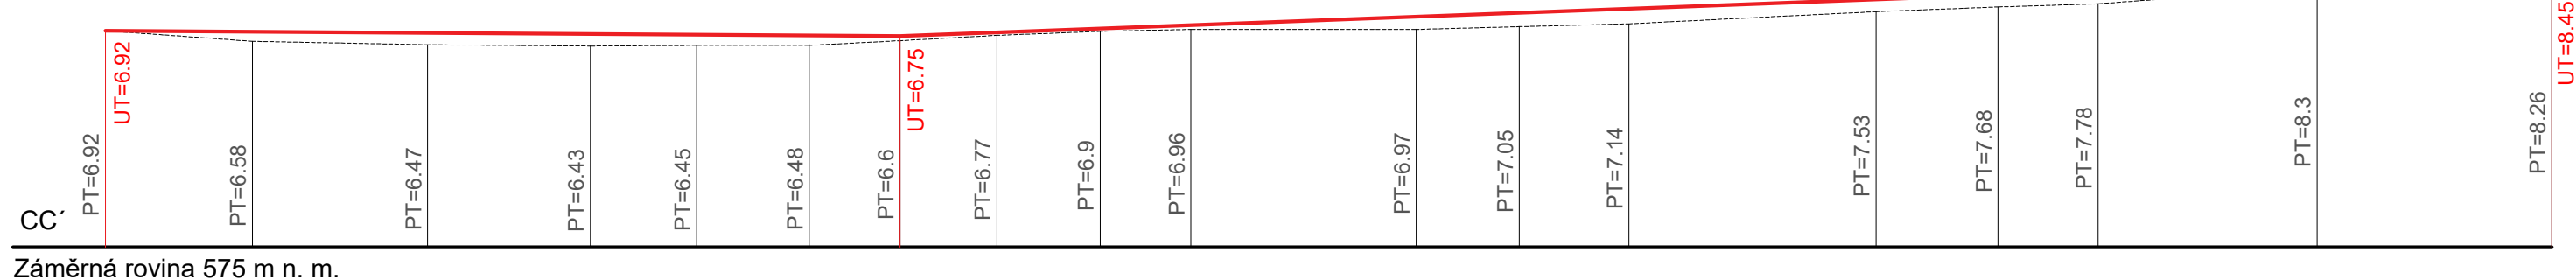 PT=6.92
UT=6.92
PT=6.58
PT=6.47
PT=6.43
PT=6.45
PT=6.48
PT=6.6
UT=6.75
PT=6.77
PT=6.9
PT=6.96
PT=6.97
PT=7.05
PT=7.14
PT=7.53
PT=7.68
PT=7.78
PT=8.3
PT=8.26
UT=8.45
CC´
Záměrná rovina 575 m n. m.